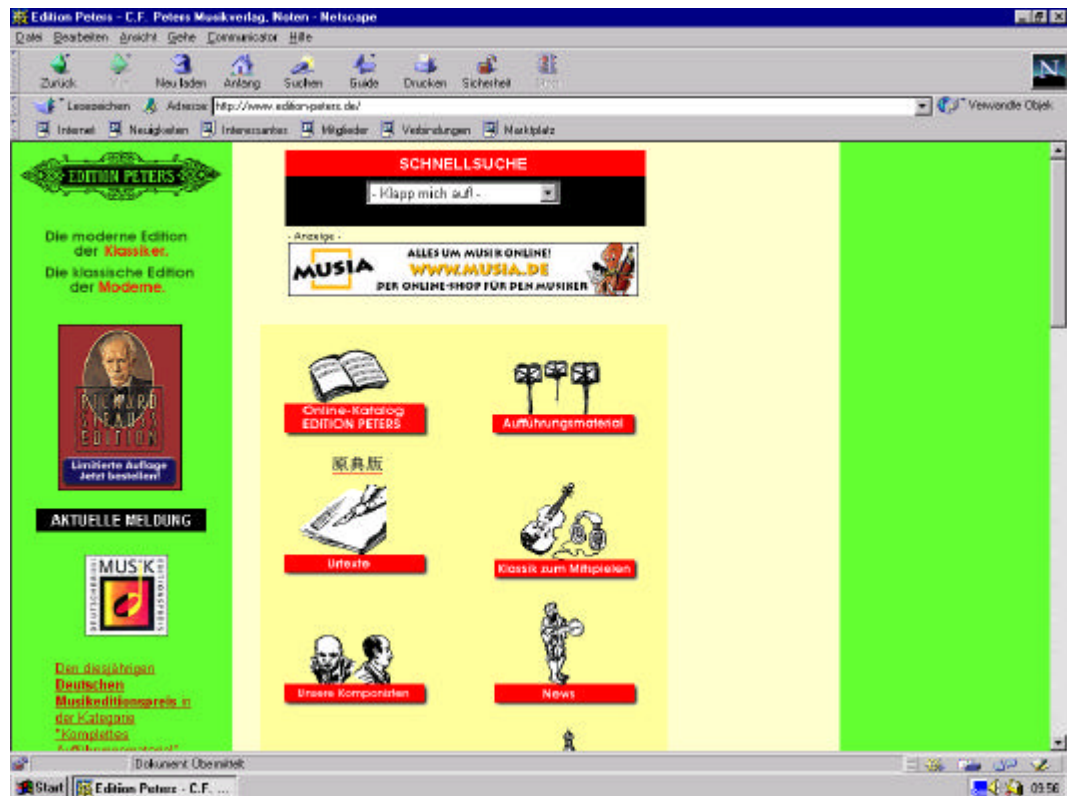 Edition Peters - C.F. Peters Musikverlag, Noten - Netscape
Datei Bearbeiten Ansicht Gehe Communicator Hilfe
Zurück Neu laden Anfang Suchen Guide Drucken Sicherheit
Lesezeichen Adresse http://www.edition-peters.de/ Verwandte Objek
Internet Neuigkeiten Interessantes Mitglieder Verbindungen Marktplatz
EDITION PETERS
Die moderne Edition
der Klassiker.
Die klassische Edition
der Moderne.
RICHARD
STRAUSS
EDITION
Limitierte Auflage
Jetzt bestellen!
AKTUELLE MELDUNG
DEUTSCHER
MUSIK
EDITIONSPREIS
Den diesjährigen
Deutschen
Musikeditionspreis in
der Kategorie
"Komplettes
Aufführungsmaterial"
SCHNELLSUCHE
- Klapp mich auf! -
- Anzeige -
MUSIA
ALLES UM MUSIK ONLINE!
WWW.MUSIA.DE
DER ONLINE-SHOP FÜR DEN MUSIKER
Online-Katalog
EDITION PETERS
Aufführungsmaterial
原典版
Urtexte
Klassik zum Mitspielen
Unsere Komponisten
News
Dokument: Übermittelt
Start Edition Peters - C.F. ... 09:56